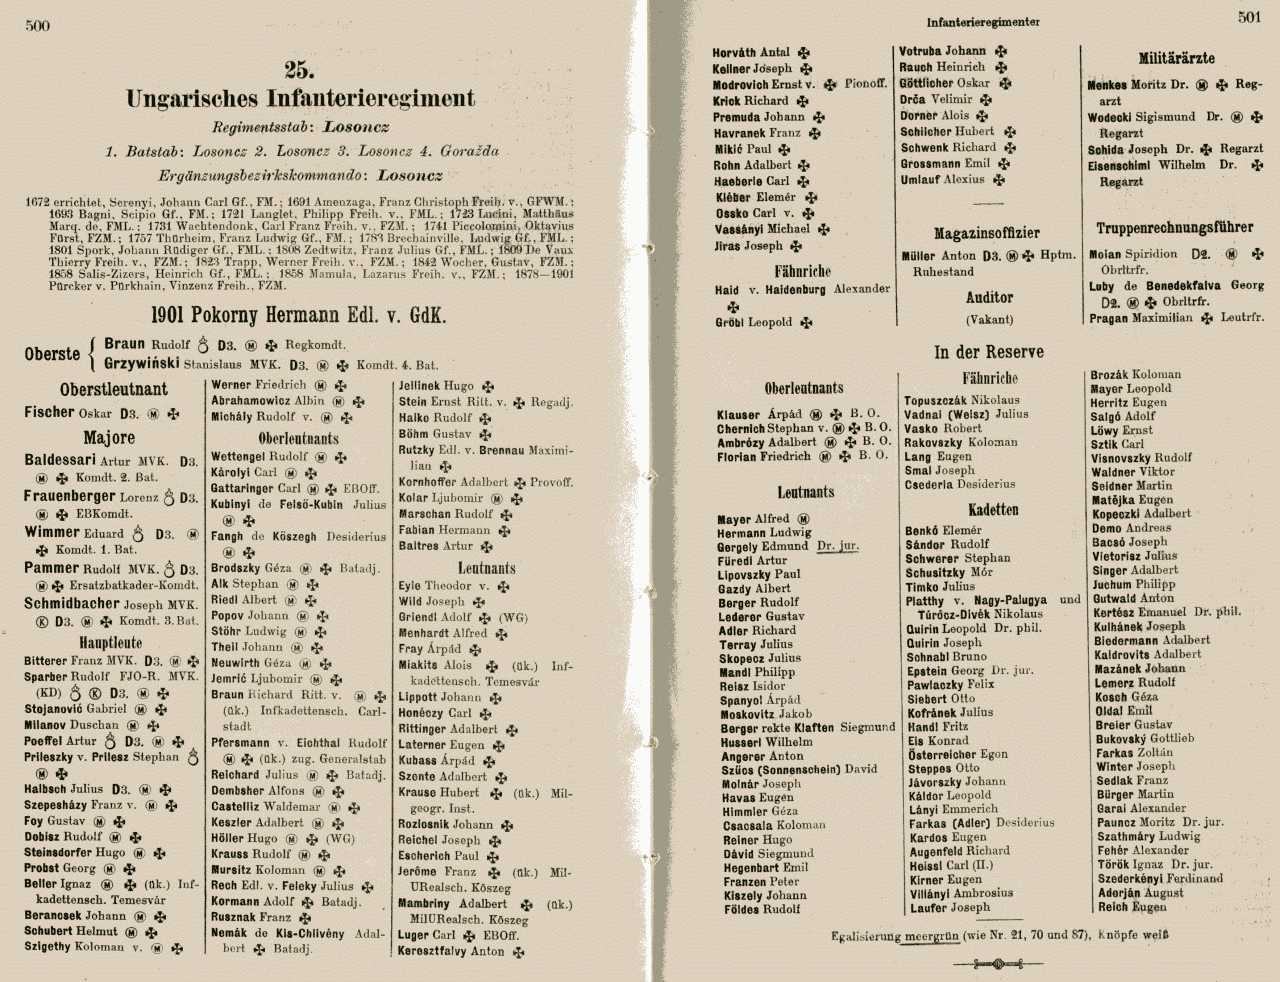 500
25.
Ungarisches Infanterieregiment
Regimentsstab: Losoncz
1. Batstab: Losoncz 2. Losoncz 3. Losoncz 4. Goražda
Ergänzungsbezirkskommando: Losoncz
1672 errichtet, Serenyi, Johann Carl Gf., FM.; 1691 Amenzaga, Franz Christoph Freih. v., GFWM.;
1693 Bagni, Scipio Gf., FM.; 1721 Langlet, Philipp Freih. v., FML.; 1723 Lucini, Matthäus
Marq. de, FML.; 1731 Wachtendonk, Carl Franz Freih. v., FZM.; 1741 Piccolomini, Oktavius
Fürst, FZM.; 1757 Thürheim, Franz Ludwig Gf., FM.; 1783 Brechainville, Ludwig Gf., FML.;
1801 Spork, Johann Rüdiger Gf., FML.; 1808 Zedtwitz, Franz Julius Gf., FML.; 1809 De Vaux
Thierry Freih. v., FZM.; 1823 Trapp, Werner Freih. v., FML.; 1842 Wocher, Gustav, FZM.;
1858 Salis-Zizers, Heinrich Gf., FML.; 1858 Mamula, Lazarus Freih. v., FZM.; 1878—1901
Pürcker v. Pürkhain, Vinzenz Freih., FZM.
1901 Pokorny Hermann Edl. v. GdK.
Oberste
Braun Rudolf D3. Ⓜ ✠ Regkomdt.
Grzywiński Stanislaus MVK. D3. Ⓜ ✠ Komdt. 4. Bat.
Oberstleutnant
Fischer Oskar D3. Ⓜ ✠
Majore
Baldessari Artur MVK. D3.
Ⓜ ✠ Komdt. 2. Bat.
Frauenberger Lorenz D3.
Ⓜ ✠ EBKomdt.
Wimmer Eduard D3. Ⓜ
✠ Komdt. 1. Bat.
Pammer Rudolf MVK. D3.
Ⓜ ✠ Ersatzbatkader-Komdt.
Schmidbacher Joseph MVK.
Ⓚ D3. Ⓜ ✠ Komdt. 3. Bat.
Hauptleute
Bitterer Franz MVK. D3. Ⓜ ✠
Sparber Rudolf FJO-R. MVK.
(KD) Ⓚ D3. Ⓜ ✠
Stojanović Gabriel Ⓜ ✠
Milanov Duschan Ⓜ ✠
Poeffel Artur D3. Ⓜ ✠
Prileszky v. Prilesz Stephan
Ⓜ ✠
Halbsch Julius D3. Ⓜ ✠
Szepesházy Franz v. Ⓜ ✠
Foy Gustav Ⓜ ✠
Dobisz Rudolf Ⓜ ✠
Steinsdorfer Hugo Ⓜ ✠
Probst Georg Ⓜ ✠
Beller Ignaz Ⓜ ✠ (ük.) Inf-
kadettensch. Temesvár
Beranosek Johann Ⓜ ✠
Schubert Helmut Ⓜ ✠
Szigethy Koloman v. Ⓜ ✠
Werner Friedrich Ⓜ ✠
Abrahamowicz Albin Ⓜ ✠
Michály Rudolf v. Ⓜ ✠
Oberleutnants
Wettengel Rudolf Ⓜ ✠
Károlyi Carl Ⓜ ✠
Gattaringer Carl Ⓜ ✠ EBOff.
Kubinyi de Felső-Kubin Julius
Ⓜ ✠
Fangh de Köszegh Desiderius
Ⓜ ✠
Brodszky Géza Ⓜ ✠ Batadj.
Alk Stephan Ⓜ ✠
Riedl Albert Ⓜ ✠
Popov Johann Ⓜ ✠
Stöhr Ludwig Ⓜ ✠
Theil Johann Ⓜ ✠
Neuwirth Géza Ⓜ ✠
Jemrić Ljubomir Ⓜ ✠
Braun Richard Ritt. v. Ⓜ ✠
(ük.) Infkadettensch. Carl-
stadt
Pfersmann v. Eichthal Rudolf
Ⓜ ✠ (ük.) zug. Generalstab
Reichard Julius Ⓜ ✠ Batadj.
Dembsher Alfons Ⓜ ✠
Castelliz Waldemar Ⓜ ✠
Keszler Adalbert Ⓜ ✠
Höller Hugo Ⓜ ✠ (WG)
Krauss Rudolf Ⓜ ✠
Mursitz Koloman Ⓜ ✠
Rech Edl. v. Feleky Julius ✠
Kormann Adolf ✠ Batadj.
Rusznak Franz ✠
Nemák de Kis-Chlivény Adal-
bert ✠ Batadj.
Jellinek Hugo ✠
Stein Ernst Ritt. v. ✠ Regadj.
Halko Rudolf ✠
Böhm Gustav ✠
Rutzky Edl. v. Brennau Maximi-
lian ✠
Kornhoffer Adalbert ✠ Provoff.
Kolar Ljubomir Ⓜ ✠
Marschan Rudolf ✠
Fabian Hermann ✠
Baltres Artur ✠
Leutnants
Eyle Theodor v. ✠
Wild Joseph ✠
Griendl Adolf ✠ (WG)
Menhardt Alfred ✠
Fray Árpád ✠
Miakits Alois ✠ (ük.) Inf-
kadettensch. Temesvár
Lippott Johann ✠
Honéczy Carl ✠
Rittinger Adalbert ✠
Laterner Eugen ✠
Kubass Árpád ✠
Szente Adalbert ✠
Krause Hubert ✠ (ük.) Mil-
geogr. Inst.
Rozlosnik Johann ✠
Reichel Joseph ✠
Escherich Paul ✠
Jerôme Franz ✠ (ük.) Mil-
URealsch. Kőszeg
Mambriny Adalbert ✠ (ük.)
MilURealsch. Kőszeg
Luger Carl ✠ EBOff.
Keresztfalvy Anton ✠
Infanterieregimenter
501
Horváth Antal ✠
Kellner Joseph ✠
Modrovich Ernst v. ✠ Pionoff.
Krick Richard ✠
Premuda Johann ✠
Havranek Franz ✠
Mikić Paul ✠
Rohn Adalbert ✠
Haeberle Carl ✠
Kléber Elemér ✠
Ossko Carl v. ✠
Vassányi Michael ✠
Jiras Joseph ✠
Fähnriche
Haid v. Haidenburg Alexander
✠
Gröbl Leopold ✠
Votruba Johann ✠
Rauch Heinrich ✠
Göttlicher Oskar ✠
Drča Velimir ✠
Dorner Alois ✠
Schilcher Hubert ✠
Schwenk Richard ✠
Grossmann Emil ✠
Umlauf Alexius ✠
Magazinsoffizier
Müller Anton D3. Ⓜ ✠ Hptm.
Ruhestand
Auditor
(Vakant)
Militärärzte
Menkes Moritz Dr. Ⓜ ✠ Reg-
arzt
Wodecki Sigismund Dr. Ⓜ ✠
Regarzt
Schida Joseph Dr. ✠ Regarzt
Eisenschiml Wilhelm Dr. ✠
Regarzt
Truppenrechnungsführer
Moian Spiridion D2. Ⓜ ✠
Obrltrfr.
Luby de Benedekfalva Georg
D2. Ⓜ ✠ Obrltrfr.
Pragan Maximilian ✠ Leutrfr.
In der Reserve
Oberleutnants
Klauser Árpád Ⓜ ✠ B. O.
Chernich Stephan v. Ⓜ ✠ B. O.
Ambrózy Adalbert Ⓜ ✠ B. O.
Florian Friedrich Ⓜ ✠ B. O.
Leutnants
Mayer Alfred Ⓜ
Hermann Ludwig
Gergely Edmund Dr. jur.
Füredi Artur
Lipovszky Paul
Gazdy Albert
Berger Rudolf
Lederer Gustav
Adler Richard
Terray Julius
Skopecz Julius
Mandl Philipp
Reisz Isidor
Spanyol Árpád
Moskovitz Jakob
Berger rekte Klaften Siegmund
Husserl Wilhelm
Angerer Anton
Szücs (Sonnenschein) David
Molnár Joseph
Havas Eugen
Himmler Géza
Csacsala Koloman
Reiner Hugo
Dávid Siegmund
Hegenbart Emil
Franzen Peter
Kiszely Johann
Földes Rudolf
Fähnriche
Topuszczák Nikolaus
Vadnai (Weisz) Julius
Vasko Robert
Rakovszky Koloman
Lang Eugen
Smal Joseph
Csederla Desiderius
Kadetten
Benkó Elemér
Sándor Rudolf
Schwerer Stephan
Schusitzky Mór
Timko Julius
Platthy v. Nagy-Palugya und
Túrócz-Divék Nikolaus
Quirin Leopold Dr. phil.
Quirin Joseph
Schnabl Bruno
Epstein Georg Dr. jur.
Pawlaczky Felix
Siebert Otto
Kofránek Julius
Handl Fritz
Eis Konrad
Österreicher Egon
Steppes Otto
Jávorszky Johann
Káldor Leopold
Lányi Emmerich
Farkas (Adler) Desiderius
Kardos Eugen
Augenfeld Richard
Heissl Carl (II.)
Kirner Eugen
Villányi Ambrosius
Laufer Joseph
Brozák Koloman
Mayer Leopold
Herritz Eugen
Salgó Adolf
Löwy Ernst
Sztik Carl
Visnovszky Rudolf
Waldner Viktor
Seidner Martin
Matějka Eugen
Kopeczki Adalbert
Demo Andreas
Bacsó Joseph
Vietorisz Julius
Singer Adalbert
Juchum Philipp
Gutwald Anton
Kertész Emanuel Dr. phil.
Kulhánek Joseph
Biedermann Adalbert
Kaldrovits Adalbert
Mazánek Johann
Lemerz Rudolf
Kosch Géza
Oldal Emil
Breier Gustav
Bukovský Gottlieb
Farkas Zoltán
Winter Joseph
Sedlak Franz
Bürger Martin
Garai Alexander
Pauncz Moritz Dr. jur.
Szathmáry Ludwig
Fehér Alexander
Török Ignaz Dr. jur.
Szederkényi Ferdinand
Adorján August
Reich Eugen
Egalisierung meergrün (wie Nr. 21, 70 und 87), Knöpfe weiß